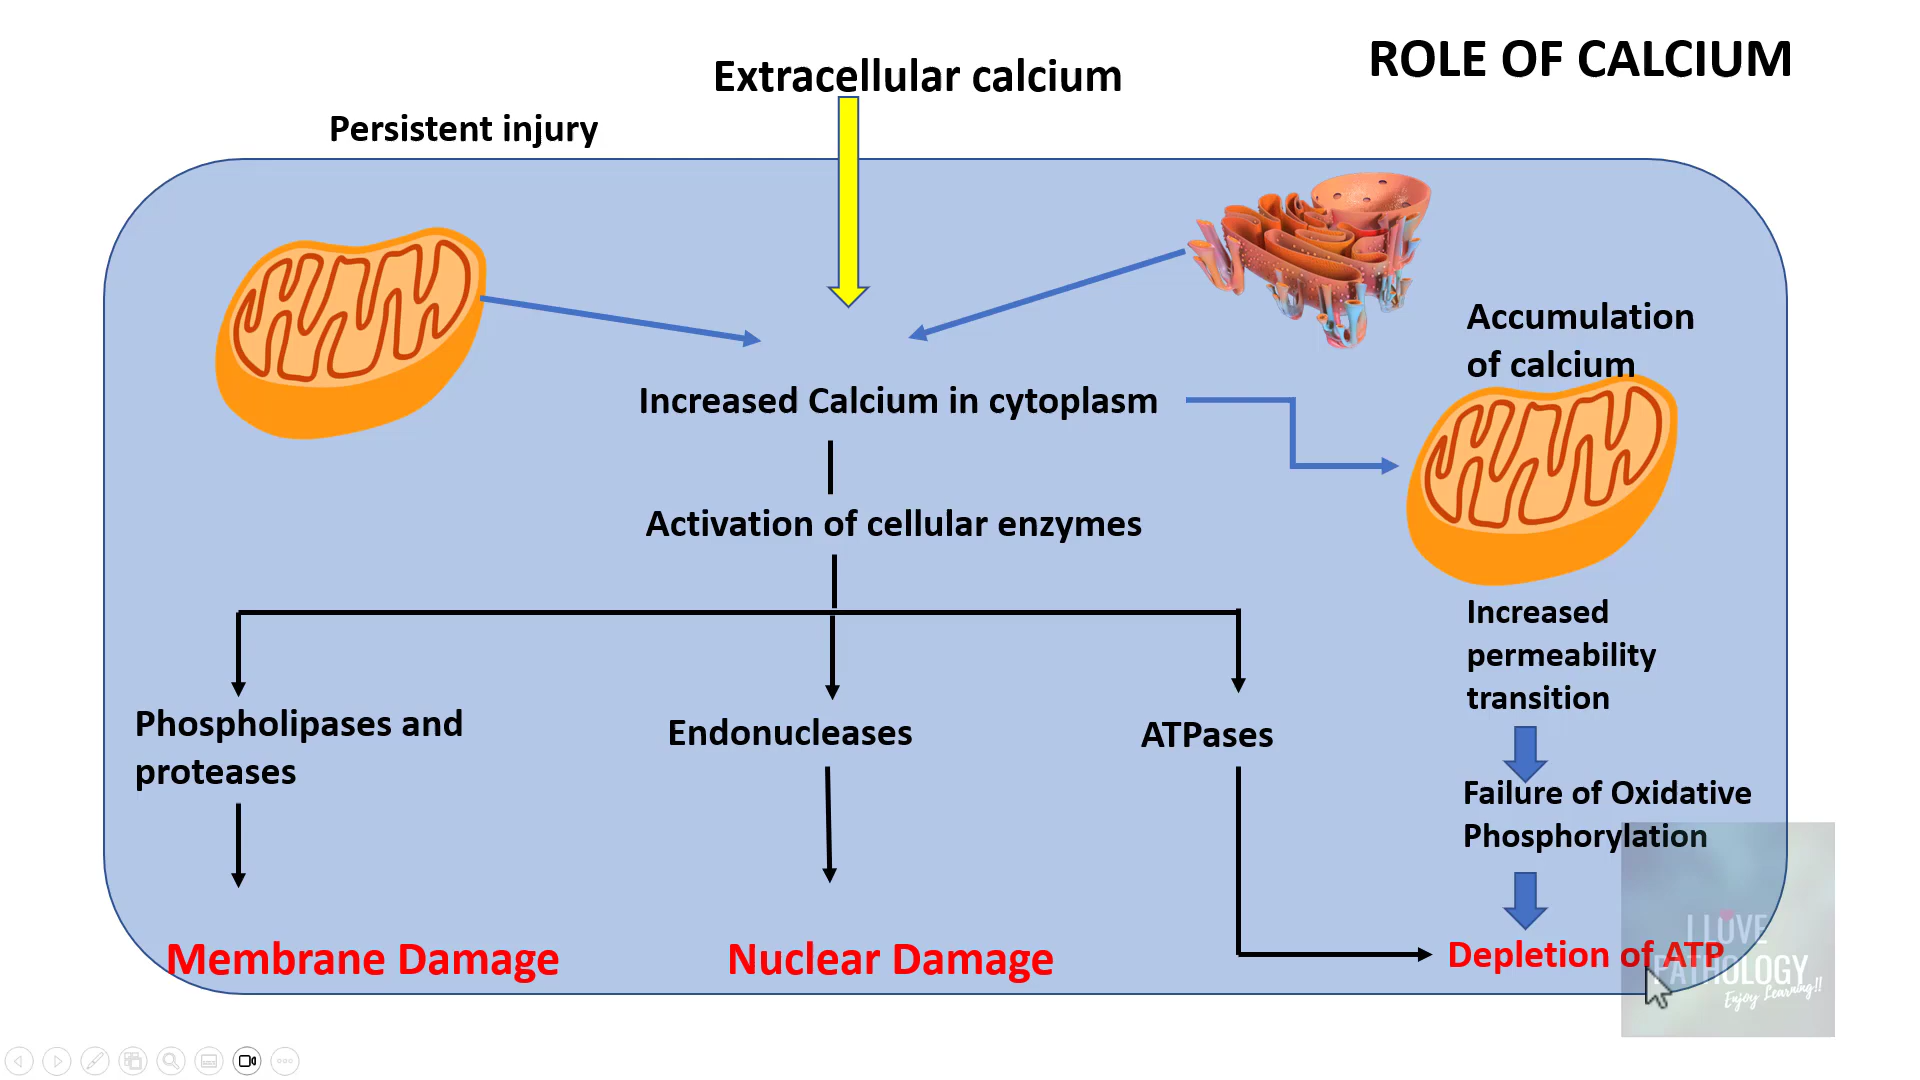 ROLE OF CALCIUM
Extracellular calcium
Persistent injury
Accumulation
of calcium
Increased Calcium in cytoplasm
Activation of cellular enzymes
Increased
permeability
transition
Phospholipases and
proteases
Endonucleases
ATPases
Failure of Oxidative
Phosphorylation
Membrane Damage
Nuclear Damage
Depletion of ATP
I LOVE
PATHOLOGY
Enjoy Learning!!